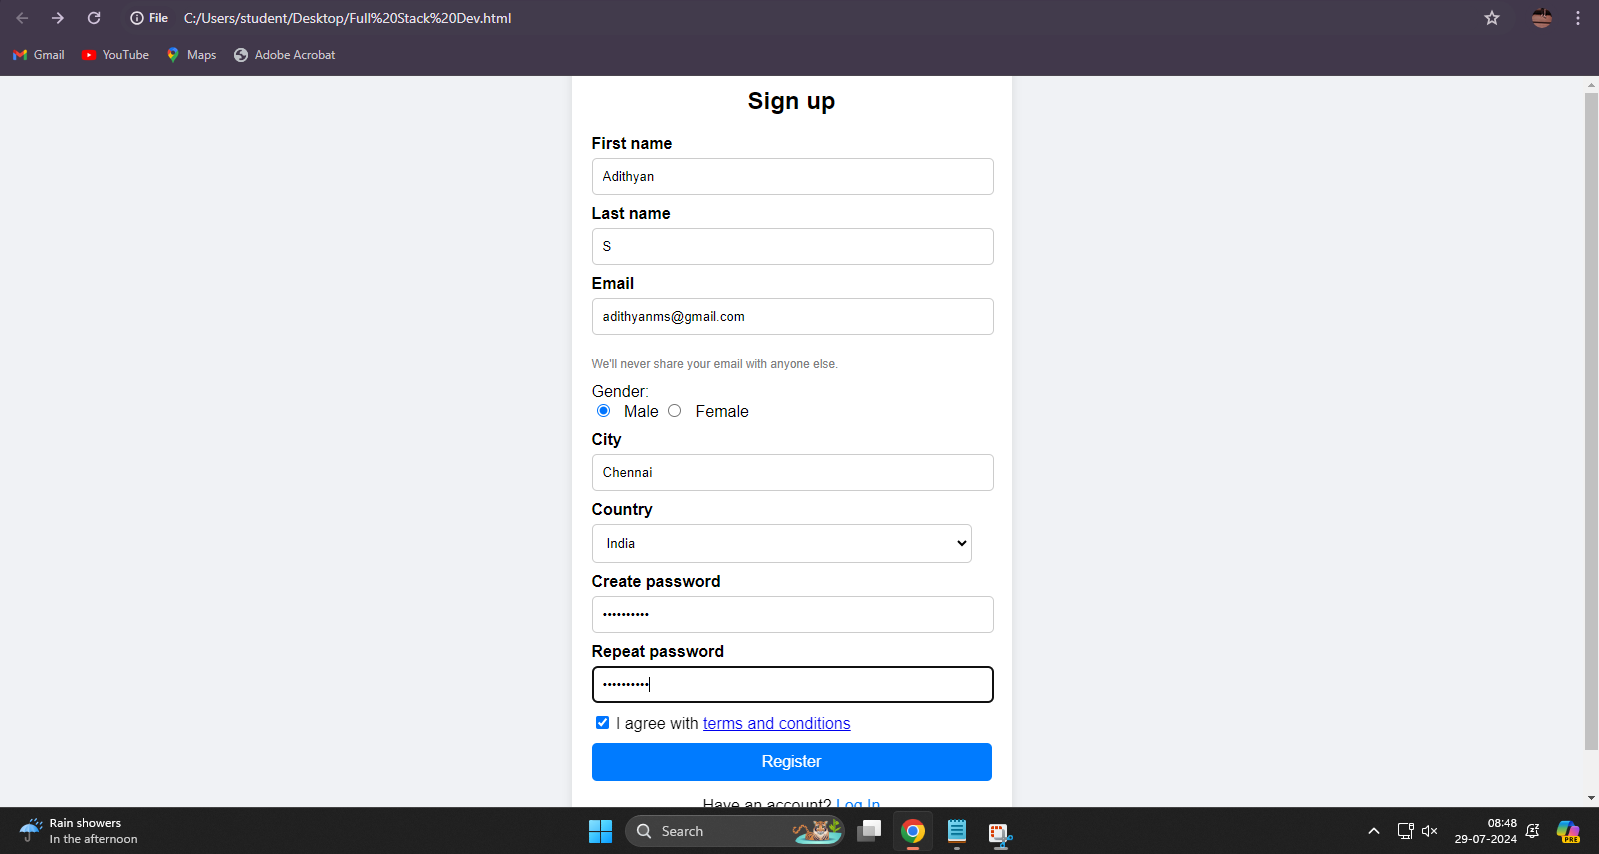 File C:/Users/student/Desktop/Full%20Stack%20Dev.html
Gmail YouTube Maps Adobe Acrobat
Sign up
First name
Adithyan
Last name
S
Email
adithyanms@gmail.com
We'll never share your email with anyone else.
Gender:
Male Female
City
Chennai
Country
India
Create password
••••••••••
Repeat password
••••••••••
I agree with terms and conditions
Register
Have an account? Log In
Rain showers
In the afternoon
Search
08:48
29-07-2024
PRE